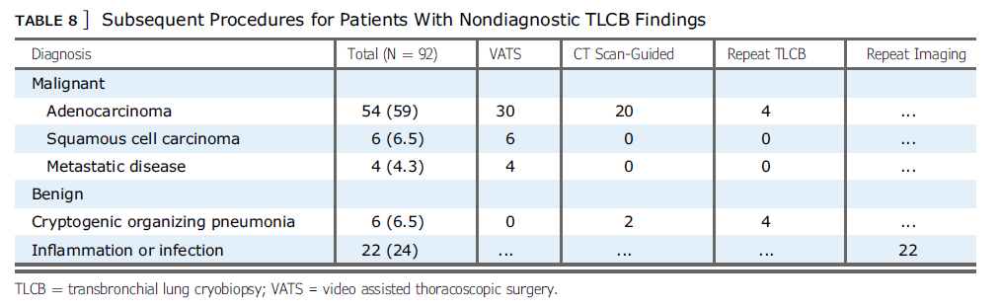 TABLE 8 ] Subsequent Procedures for Patients With Nondiagnostic TLCB Findings
Diagnosis Total (N = 92) VATS CT Scan-Guided Repeat TLCB Repeat Imaging
Malignant
Adenocarcinoma 54 (59) 30 20 4 ...
Squamous cell carcinoma 6 (6.5) 6 0 0 ...
Metastatic disease 4 (4.3) 4 0 0 ...
Benign
Cryptogenic organizing pneumonia 6 (6.5) 0 2 4 ...
Inflammation or infection 22 (24) ... ... ... 22
TLCB = transbronchial lung cryobiopsy; VATS = video assisted thoracoscopic surgery.